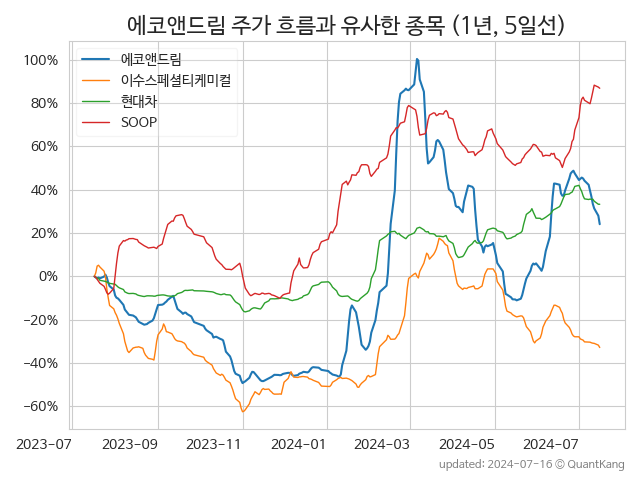 에코앤드림 주가 흐름과 유사한 종목 (1년, 5일선)
에코앤드림
이수스페셜티케미컬
현대차
SOOP
100%
80%
60%
40%
20%
0%
−20%
−40%
−60%
2023-07 2023-09 2023-11 2024-01 2024-03 2024-05 2024-07
updated: 2024-07-16 © QuantKang